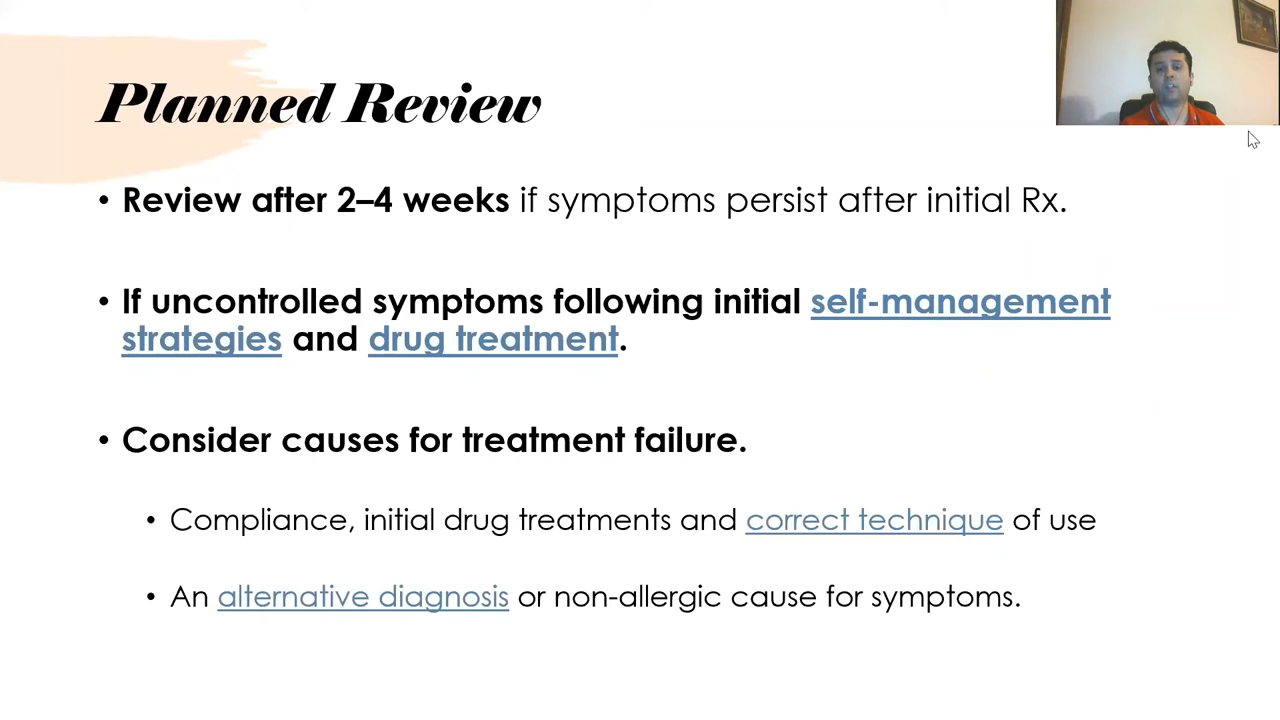 Planned Review
• Review after 2–4 weeks if symptoms persist after initial Rx.
• If uncontrolled symptoms following initial self-management
strategies and drug treatment.
• Consider causes for treatment failure.
• Compliance, initial drug treatments and correct technique of use
• An alternative diagnosis or non-allergic cause for symptoms.